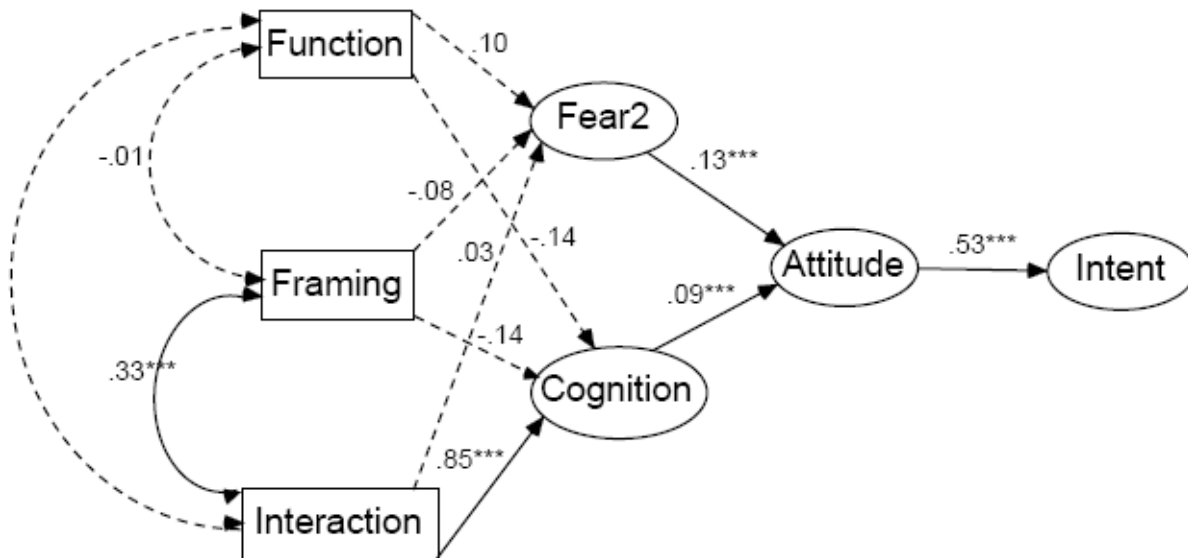 Function
.10
Fear2
-.01
.13***
-.08
.03
-.14
.53***
Framing
Attitude
Intent
.09***
-.14
.33***
Cognition
.85***
Interaction